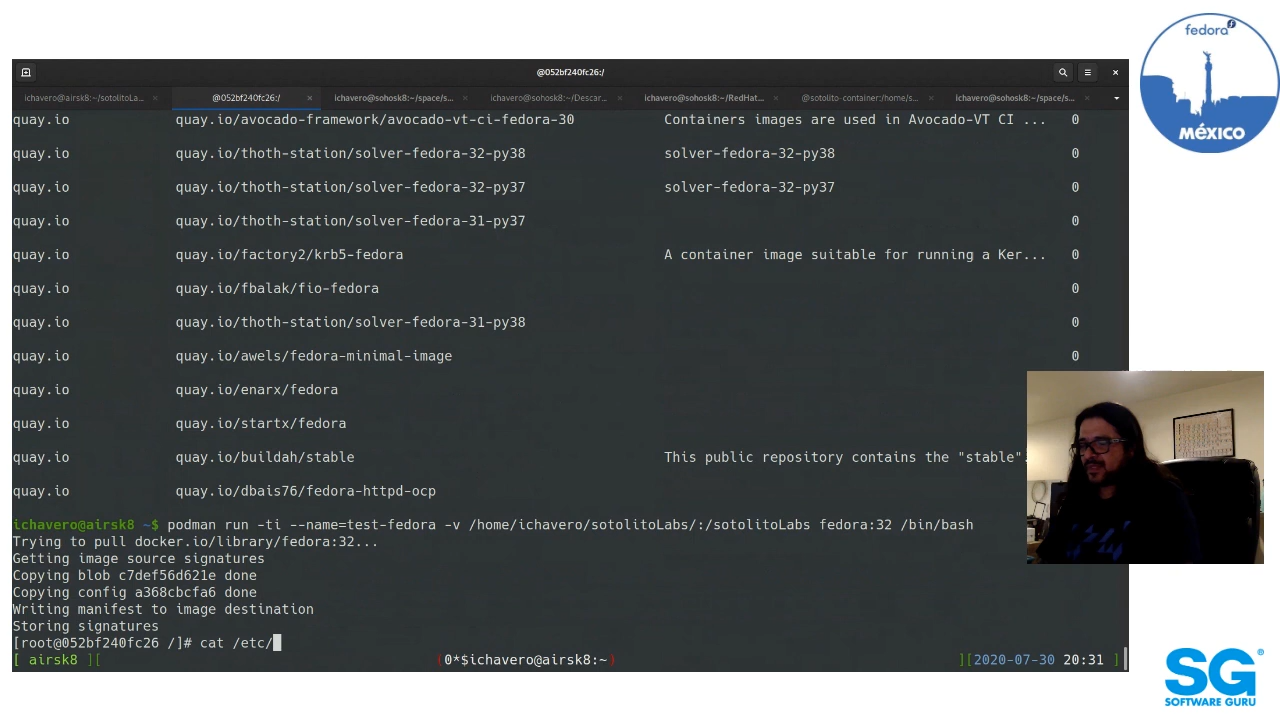 fedora
MÉXICO
@052bf240fc26:/
ichavero@airsk8:~/sotolitoLa... × @052bf240fc26:/ × ichavero@sohosk8:~/space/s... × ichavero@sohosk8:~/Descar... × ichavero@sohosk8:~/RedHat... × @sotolito-container:/home/s... × ichavero@sohosk8:~/space/s... ×
quay.io quay.io/avocado-framework/avocado-vt-ci-fedora-30 Containers images are used in Avocado-VT CI ... 0
quay.io quay.io/thoth-station/solver-fedora-32-py38 solver-fedora-32-py38 0
quay.io quay.io/thoth-station/solver-fedora-32-py37 solver-fedora-32-py37 0
quay.io quay.io/thoth-station/solver-fedora-31-py37 0
quay.io quay.io/factory2/krb5-fedora A container image suitable for running a Ker... 0
quay.io quay.io/fbalak/fio-fedora 0
quay.io quay.io/thoth-station/solver-fedora-31-py38 0
quay.io quay.io/awels/fedora-minimal-image 0
quay.io quay.io/enarx/fedora
quay.io quay.io/startx/fedora
quay.io quay.io/buildah/stable This public repository contains the "stable"
quay.io quay.io/dbais76/fedora-httpd-ocp
ichavero@airsk8 ~$ podman run -ti --name=test-fedora -v /home/ichavero/sotolitoLabs/:/sotolitoLabs fedora:32 /bin/bash
Trying to pull docker.io/library/fedora:32...
Getting image source signatures
Copying blob c7def56d621e done
Copying config a368cbcfa6 done
Writing manifest to image destination
Storing signatures
[root@052bf240fc26 /]# cat /etc/
[ airsk8 ][ (0*$ichavero@airsk8:~) ][2020-07-30 20:31 ]
SG®
SOFTWARE GURU